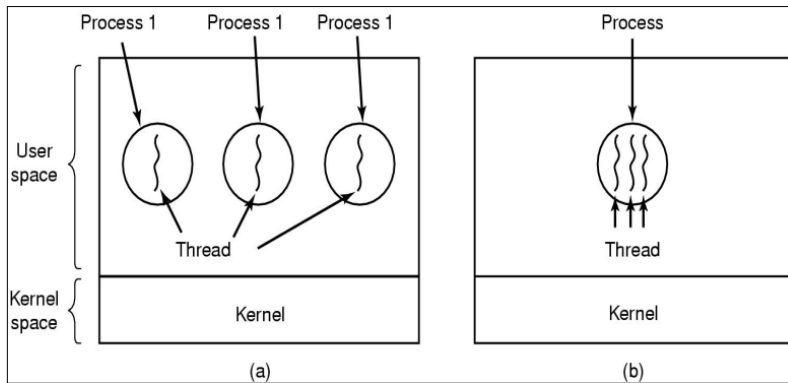 Process 1 Process 1 Process 1 Process
User
space
Thread Thread
Kernel
space
Kernel Kernel
(a) (b)